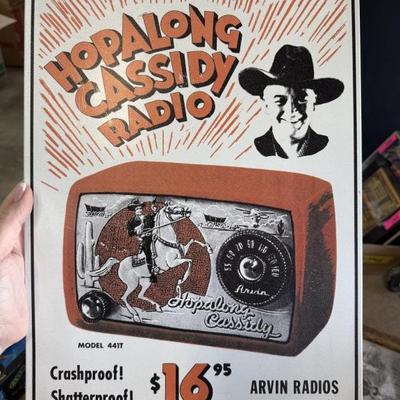 HOPALONG
CASSIDY
RADIO
Arvin
Hopalong
Cassidy
MODEL 441T
Crashproof!
Shatterproof!
$16.95
ARVIN RADIOS